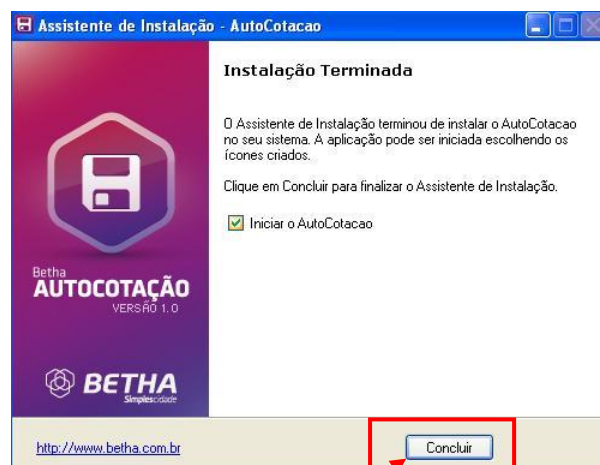 Assistente de Instalação - AutoCotacao
Instalação Terminada
O Assistente de Instalação terminou de instalar o AutoCotacao
no seu sistema. A aplicação pode ser iniciada escolhendo os
ícones criados.
Clique em Concluir para finalizar o Assistente de Instalação.
Iniciar o AutoCotacao
Betha
AUTOCOTAÇÃO
VERSÃO 1.0
BETHA
Simplescidade
http://www.betha.com.br
Concluir